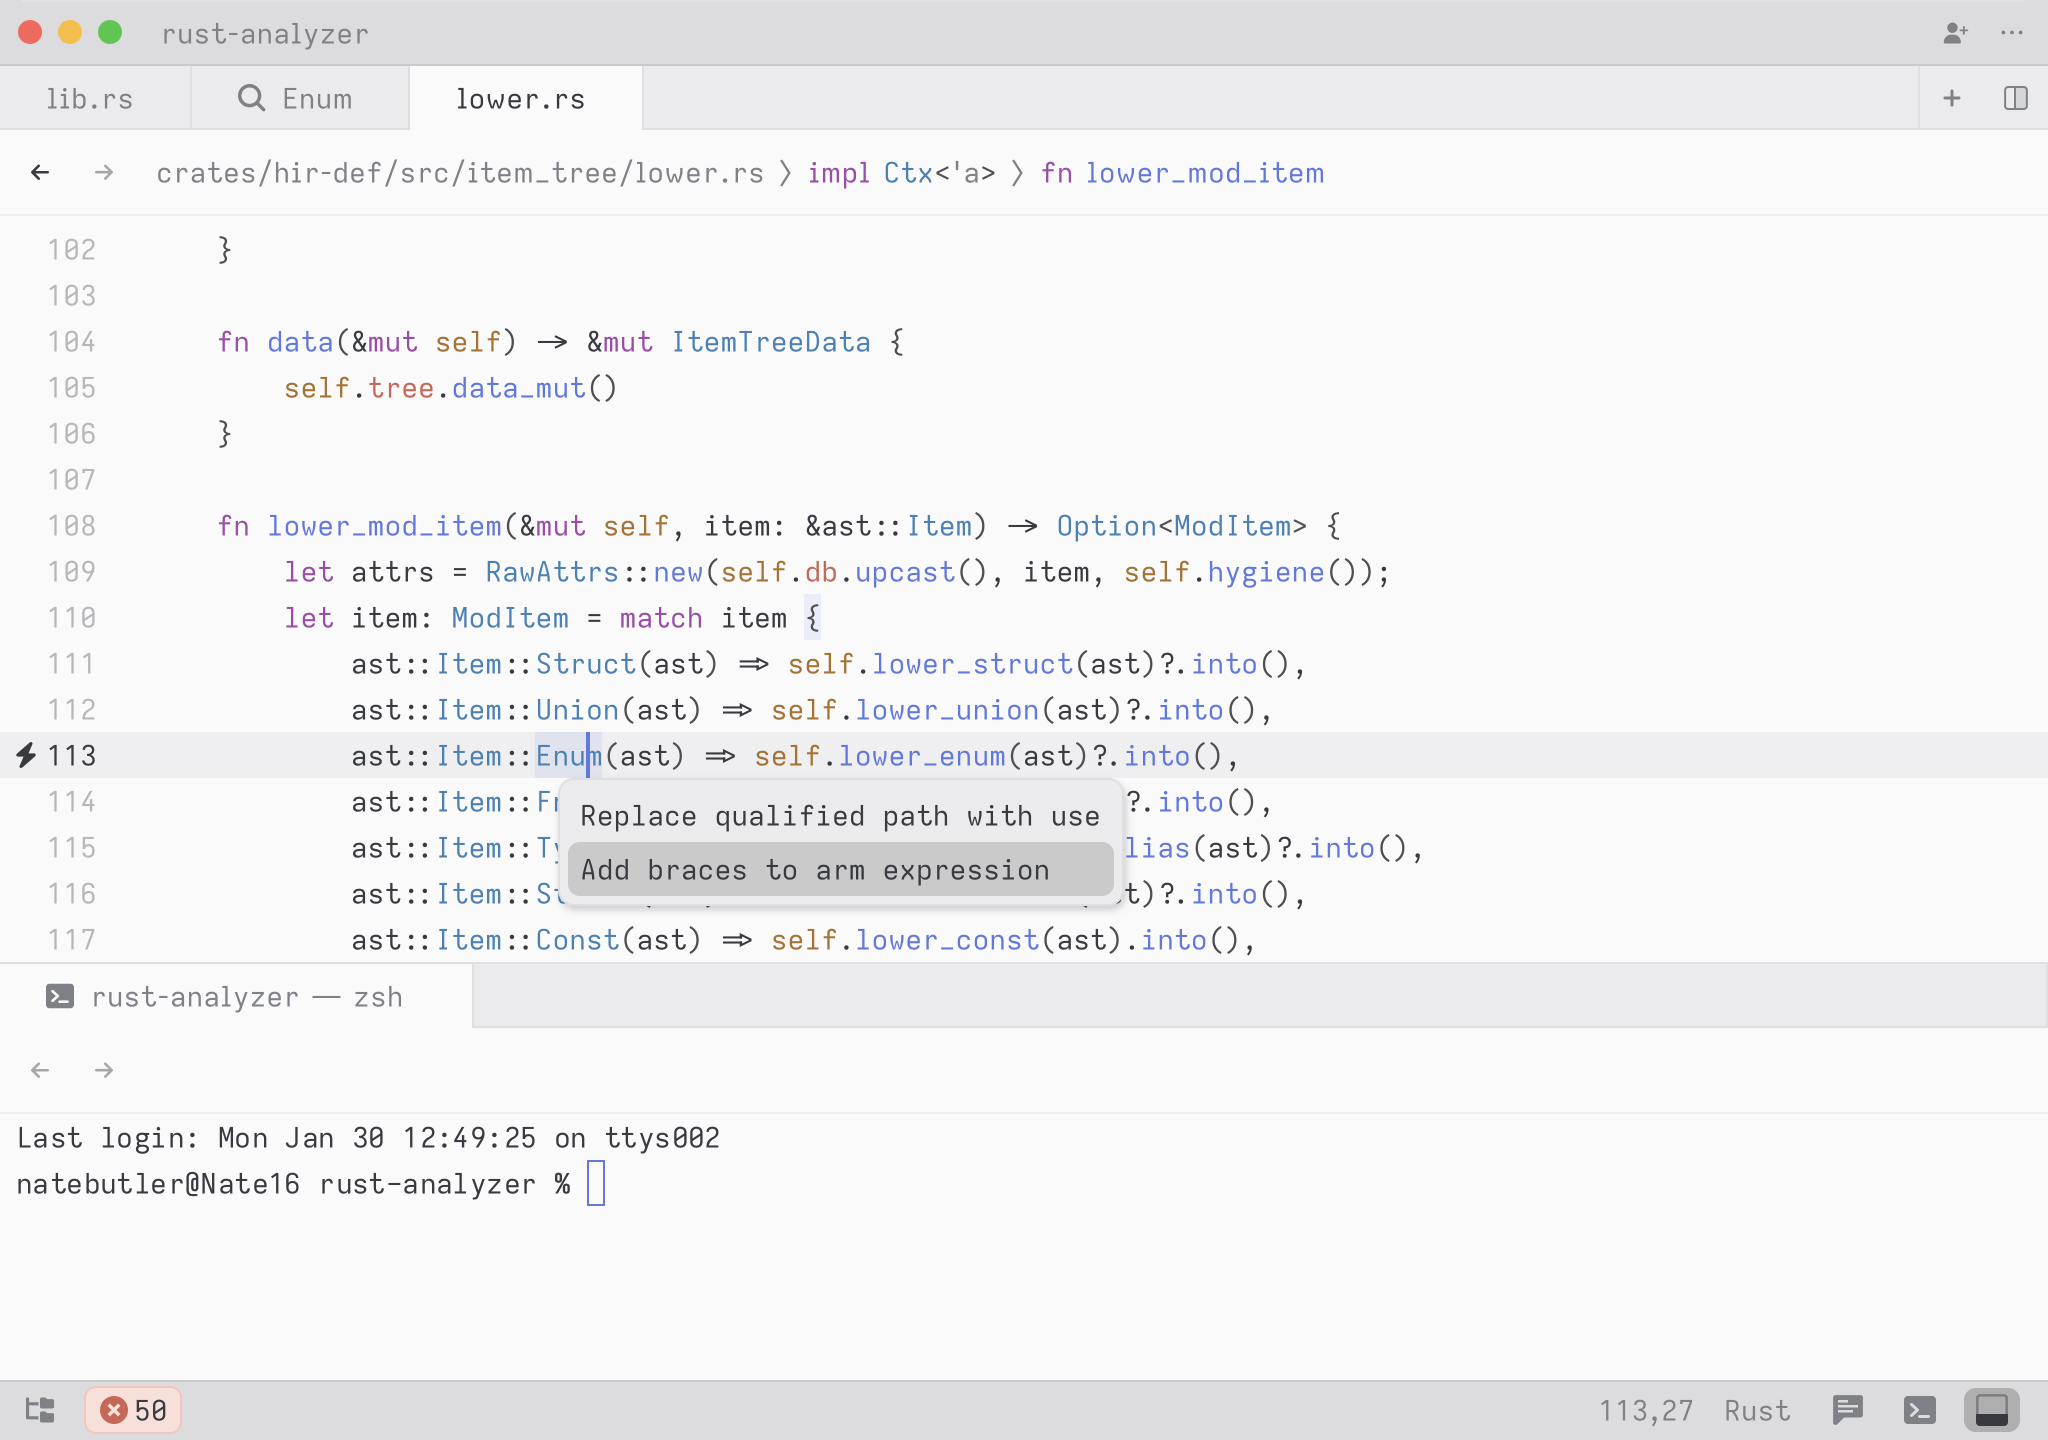 rust-analyzer
lib.rs
Enum
lower.rs
crates/hir-def/src/item_tree/lower.rs 〉 impl Ctx<'a> 〉 fn lower_mod_item
102 }
103
104 fn data(&mut self) -> &mut ItemTreeData {
105 self.tree.data_mut()
106 }
107
108 fn lower_mod_item(&mut self, item: &ast::Item) -> Option<ModItem> {
109 let attrs = RawAttrs::new(self.db.upcast(), item, self.hygiene());
110 let item: ModItem = match item {
111 ast::Item::Struct(ast) => self.lower_struct(ast)?.into(),
112 ast::Item::Union(ast) => self.lower_union(ast)?.into(),
113 ast::Item::Enum(ast) => self.lower_enum(ast)?.into(),
114 ast::Item::F ?.into(),
Replace qualified path with use
115 ast::Item::Ty lias(ast)?.into(),
Add braces to arm expression
116 ast::Item::S t)?.into(),
117 ast::Item::Const(ast) => self.lower_const(ast).into(),
rust-analyzer — zsh
Last login: Mon Jan 30 12:49:25 on ttys002
natebutler@Nate16 rust-analyzer %
50
113,27
Rust